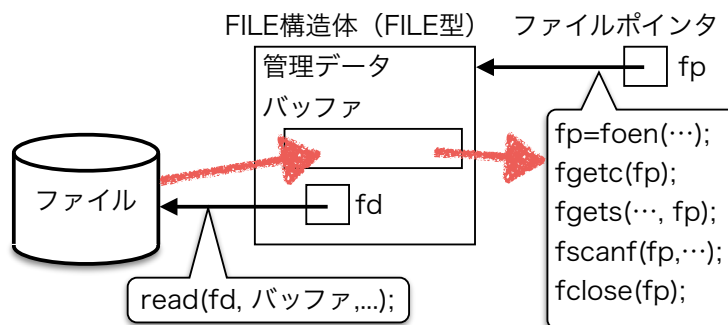 FILE構造体（FILE型）
ファイルポインタ
管理データ
fp
バッファ
fp=foen(…);
fgetc(fp);
fgets(…, fp);
fscanf(fp,…);
fclose(fp);
ファイル
fd
read(fd, バッファ,...);